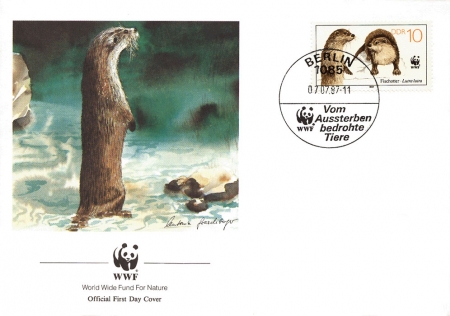 DDR 10
WWF
Fischotter - Lutra lutra
BERLIN
7085
07.07.87-11
WWF
Vom
Aussterben
bedrohte
Tiere
WWF
World Wide Fund For Nature
Official First Day Cover